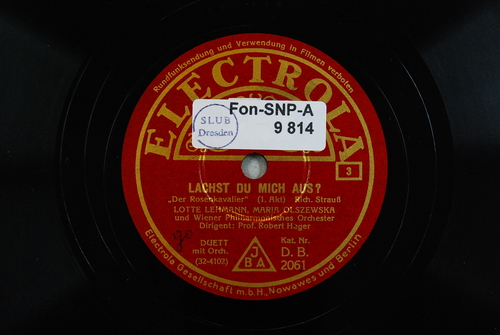 Rundfunksendung und Verwendung in Filmen verboten
ELECTROLA
Fon-SNP-A
9 814
SLUB
Dresden
3
LACHST DU MICH AUS?
„Der Rosenkavalier" (1. Akt) Rich. Strauß
LOTTE LEHMANN, MARIA OLSZEWSKA
und Wiener Philharmonisches Orchester
Dirigent: Prof. Robert Heger
DUETT
mit Orch.
(32-4102)
JBA
Kat. Nr.
D. B.
2061
Electrola Gesellschaft m.b.H., Nowawes und Berlin